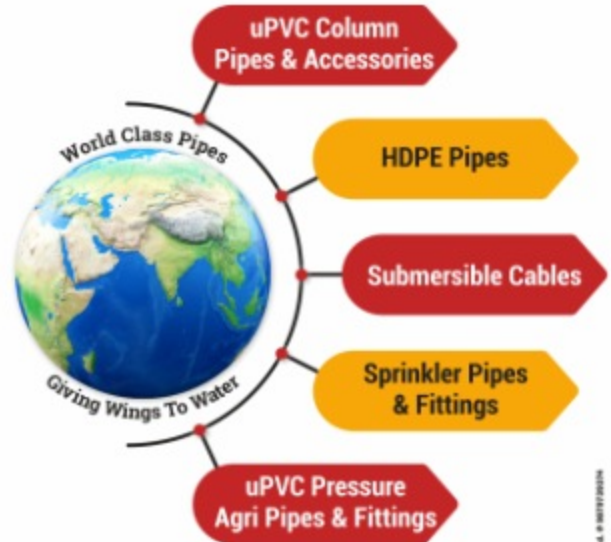 uPVC Column
Pipes & Accessories
World Class Pipes
HDPE Pipes
Submersible Cables
Giving Wings To Water
Sprinkler Pipes
& Fittings
uPVC Pressure
Agri Pipes & Fittings